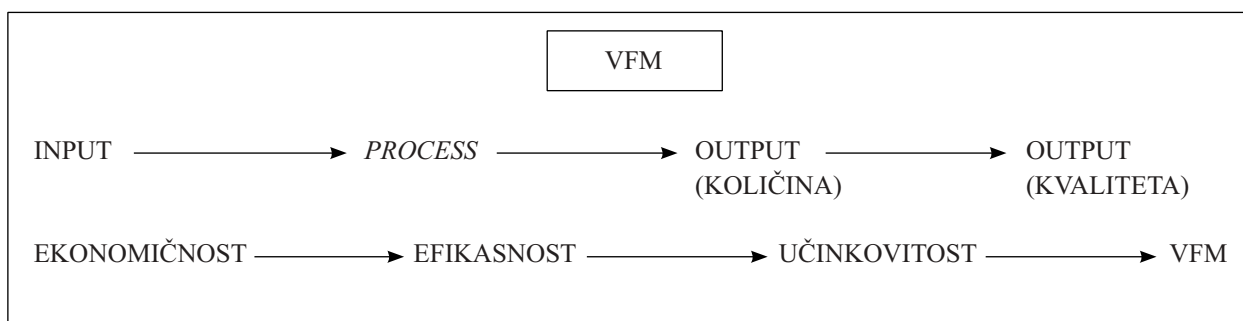 VFM
INPUT PROCESS OUTPUT OUTPUT
(KOLIČINA) (KVALITETA)
EKONOMIČNOST EFIKASNOST UČINKOVITOST VFM